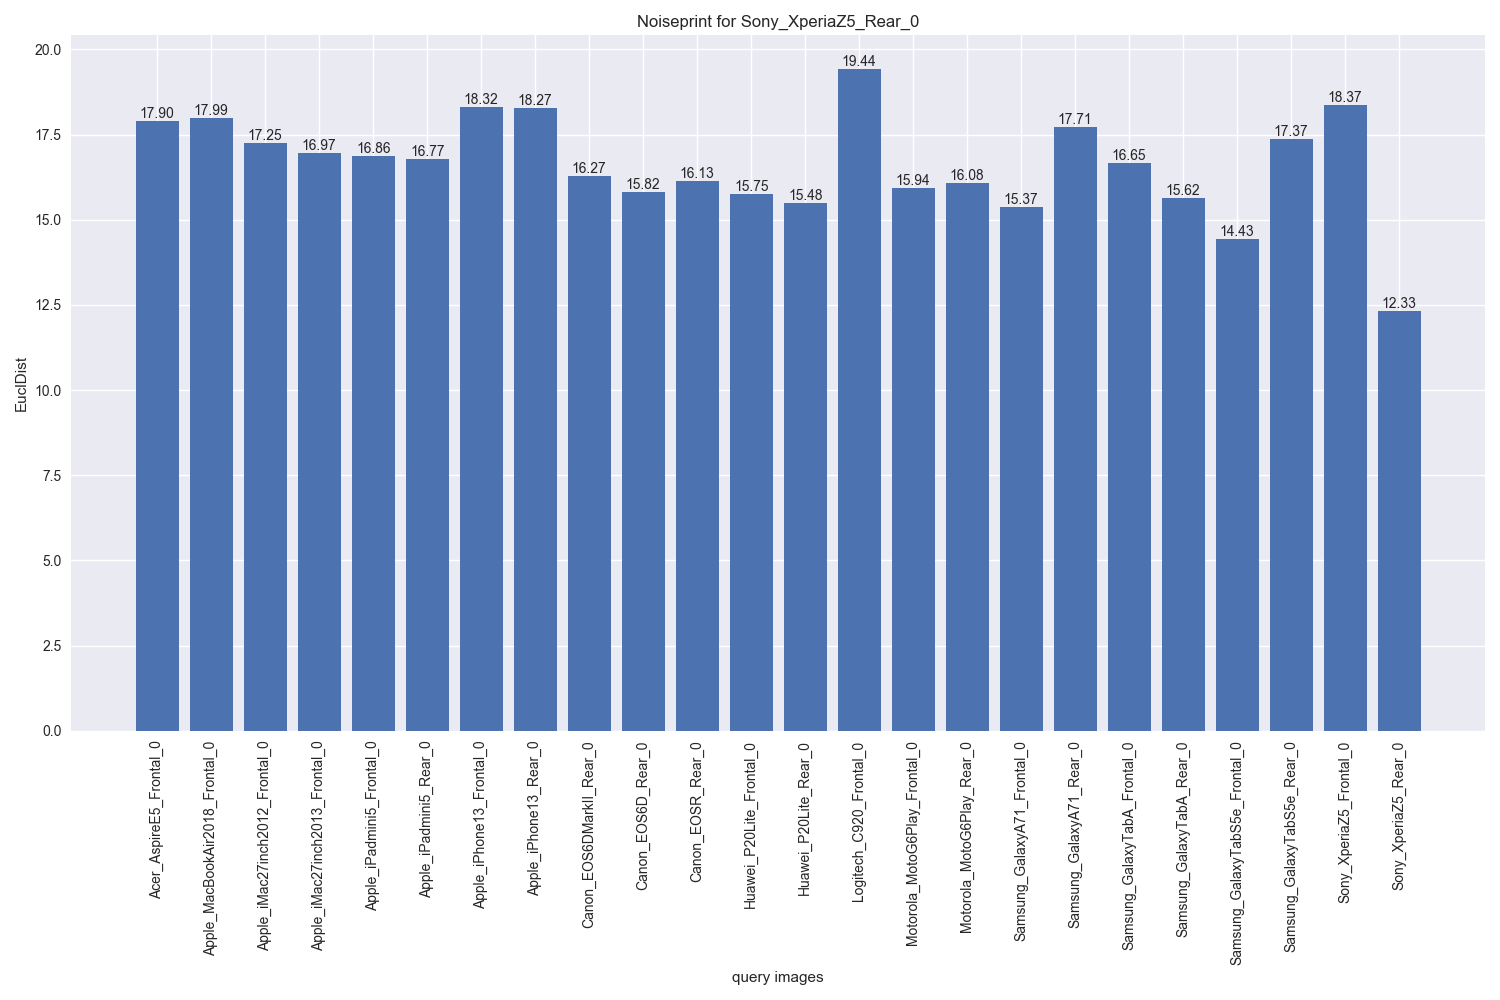 Noiseprint for Sony_XperiaZ5_Rear_0
EuclDist
20.0
17.5
15.0
12.5
10.0
7.5
5.0
2.5
0.0
17.90
17.99
17.25
16.97
16.86
16.77
18.32
18.27
16.27
15.82
16.13
15.75
15.48
19.44
15.94
16.08
15.37
17.71
16.65
15.62
14.43
17.37
18.37
12.33
Acer_AspireE5_Frontal_0
Apple_MacBookAir2018_Frontal_0
Apple_iMac27inch2012_Frontal_0
Apple_iMac27inch2013_Frontal_0
Apple_iPadmini5_Frontal_0
Apple_iPadmini5_Rear_0
Apple_iPhone13_Frontal_0
Apple_iPhone13_Rear_0
Canon_EOS6DMarkII_Rear_0
Canon_EOS6D_Rear_0
Canon_EOSR_Rear_0
Huawei_P20Lite_Frontal_0
Huawei_P20Lite_Rear_0
Logitech_C920_Frontal_0
Motorola_MotoG6Play_Frontal_0
Motorola_MotoG6Play_Rear_0
Samsung_GalaxyA71_Frontal_0
Samsung_GalaxyA71_Rear_0
Samsung_GalaxyTabA_Frontal_0
Samsung_GalaxyTabA_Rear_0
Samsung_GalaxyTabS5e_Frontal_0
Samsung_GalaxyTabS5e_Rear_0
Sony_XperiaZ5_Frontal_0
Sony_XperiaZ5_Rear_0
query images